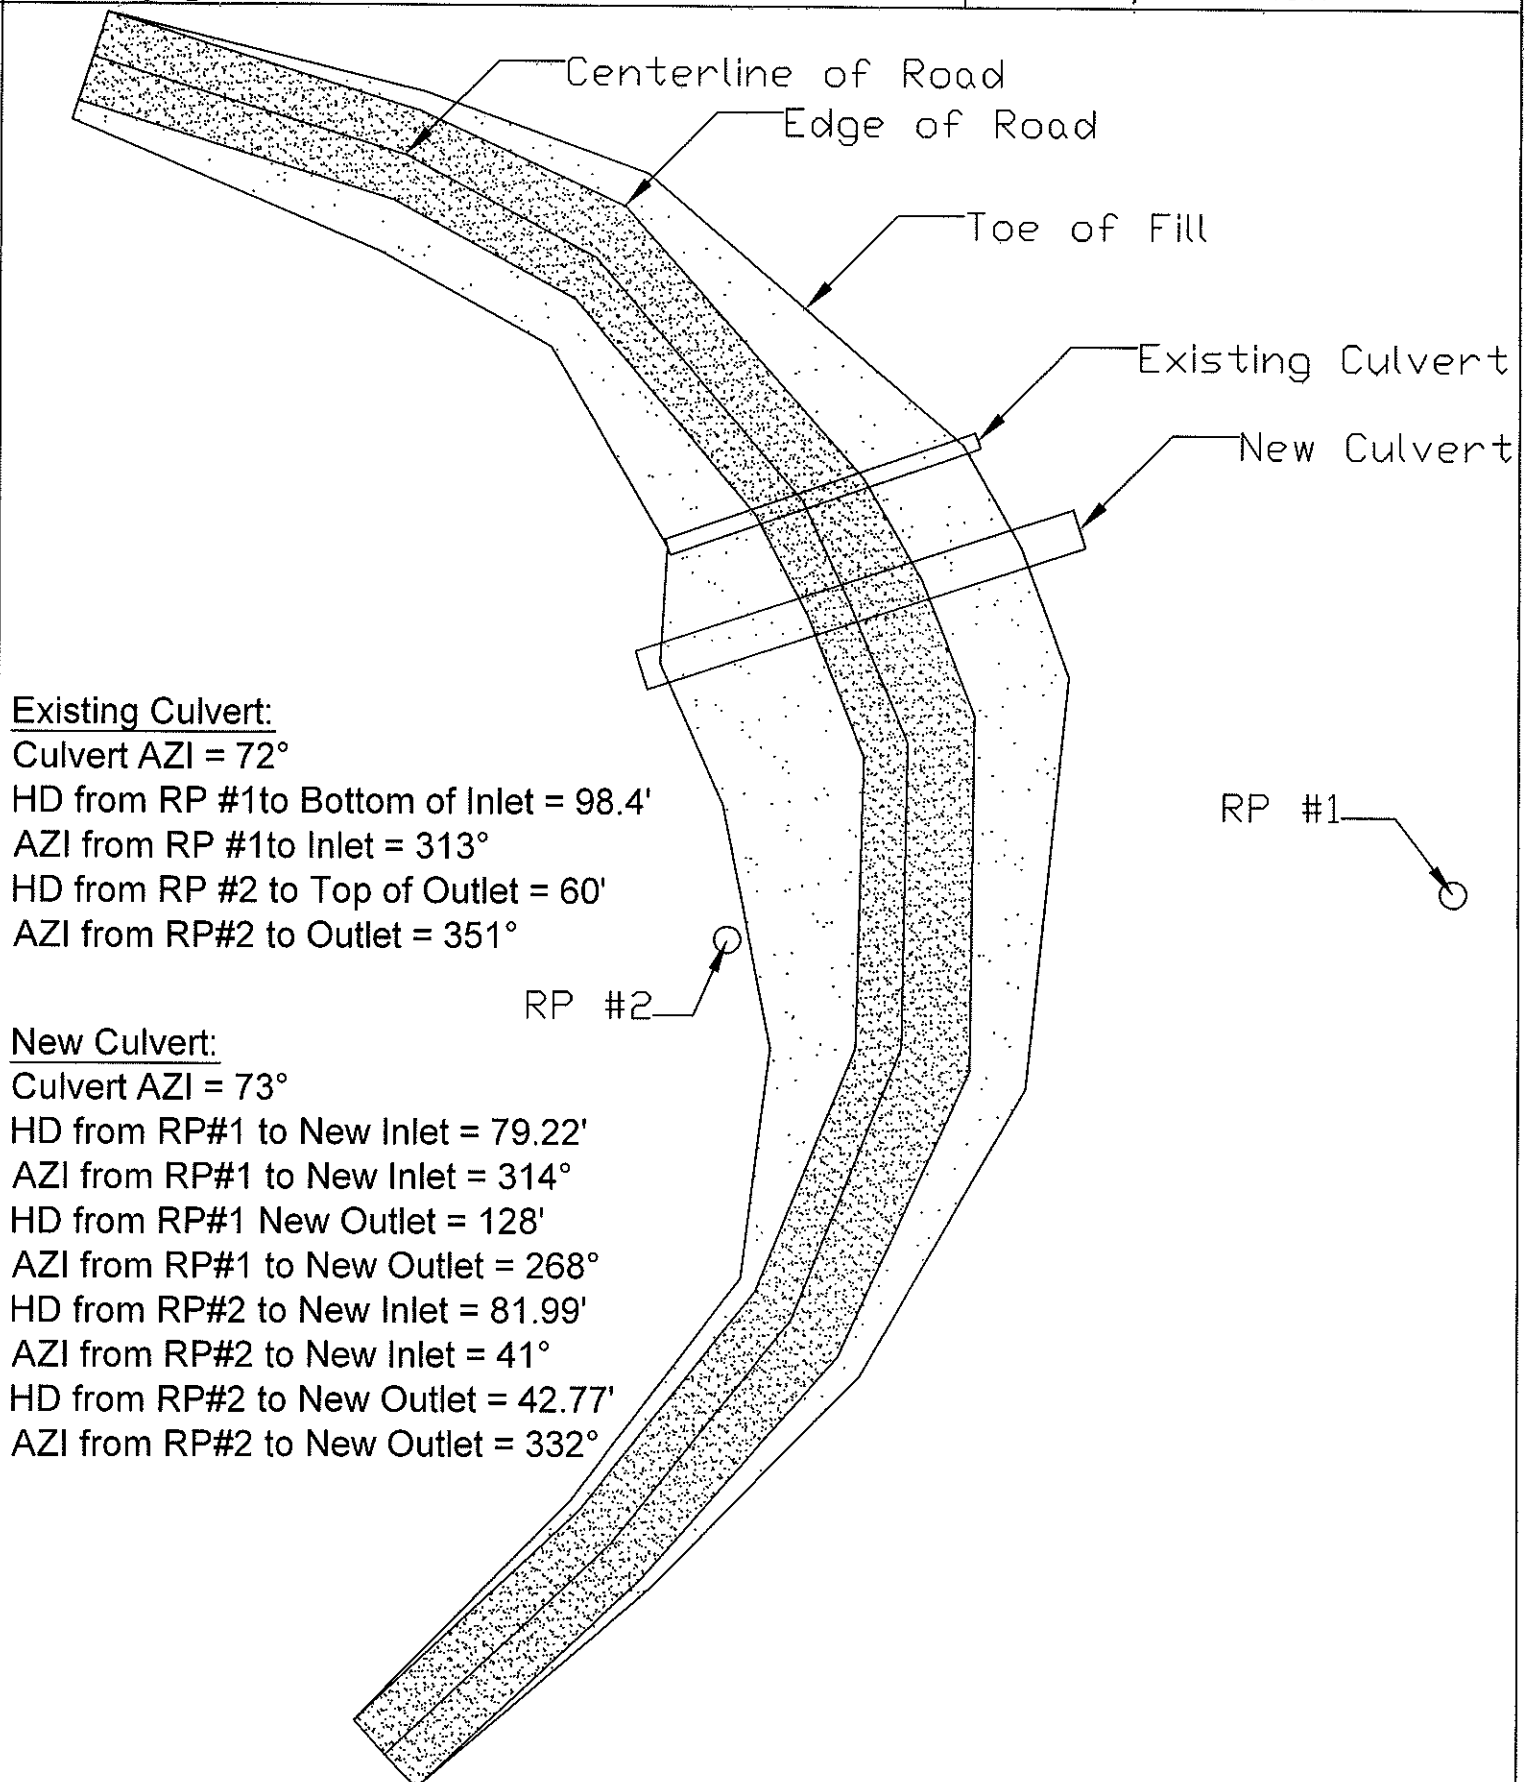 Centerline of Road
Edge of Road
Toe of Fill
Existing Culvert
New Culvert
Existing Culvert:
Culvert AZI = 72°
HD from RP #1to Bottom of Inlet = 98.4'
AZI from RP #1to Inlet = 313°
HD from RP #2 to Top of Outlet = 60'
AZI from RP#2 to Outlet = 351°
RP #1
RP #2
New Culvert:
Culvert AZI = 73°
HD from RP#1 to New Inlet = 79.22'
AZI from RP#1 to New Inlet = 314°
HD from RP#1 New Outlet = 128'
AZI from RP#1 to New Outlet = 268°
HD from RP#2 to New Inlet = 81.99'
AZI from RP#2 to New Inlet = 41°
HD from RP#2 to New Outlet = 42.77'
AZI from RP#2 to New Outlet = 332°